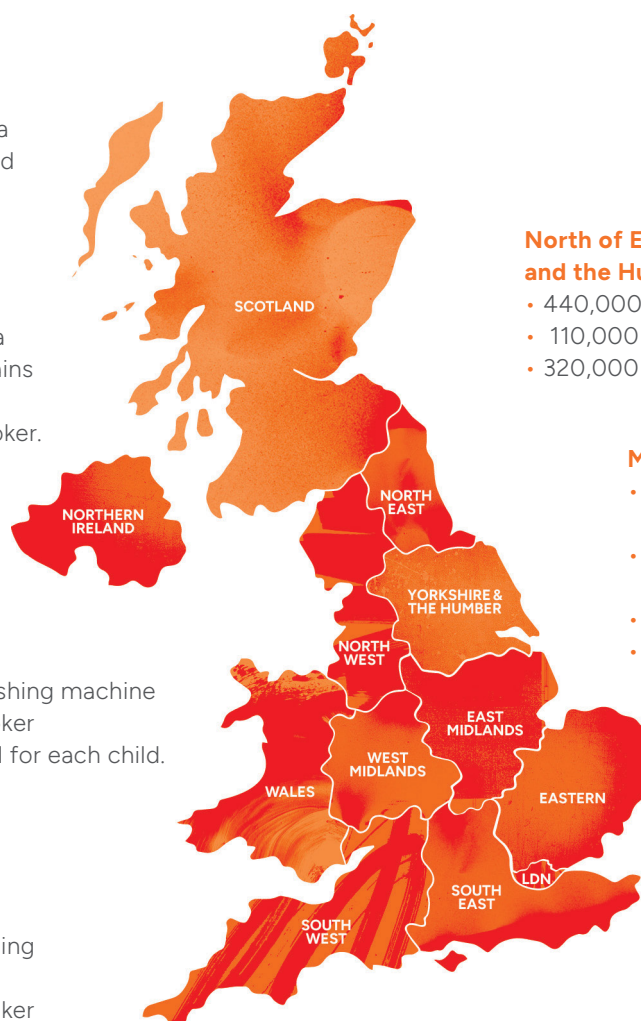 a
d
a
ins
oker.
shing machine
ker
for each child.
ing
ker
SCOTLAND
NORTHERN
IRELAND
NORTH
EAST
YORKSHIRE &
THE HUMBER
NORTH
WEST
EAST
MIDLANDS
WEST
MIDLANDS
WALES
EASTERN
LDN
SOUTH
EAST
SOUTH
WEST
North of E
and the Hu
• 440,000
• 110,000
• 320,000
M
•
•
•
•